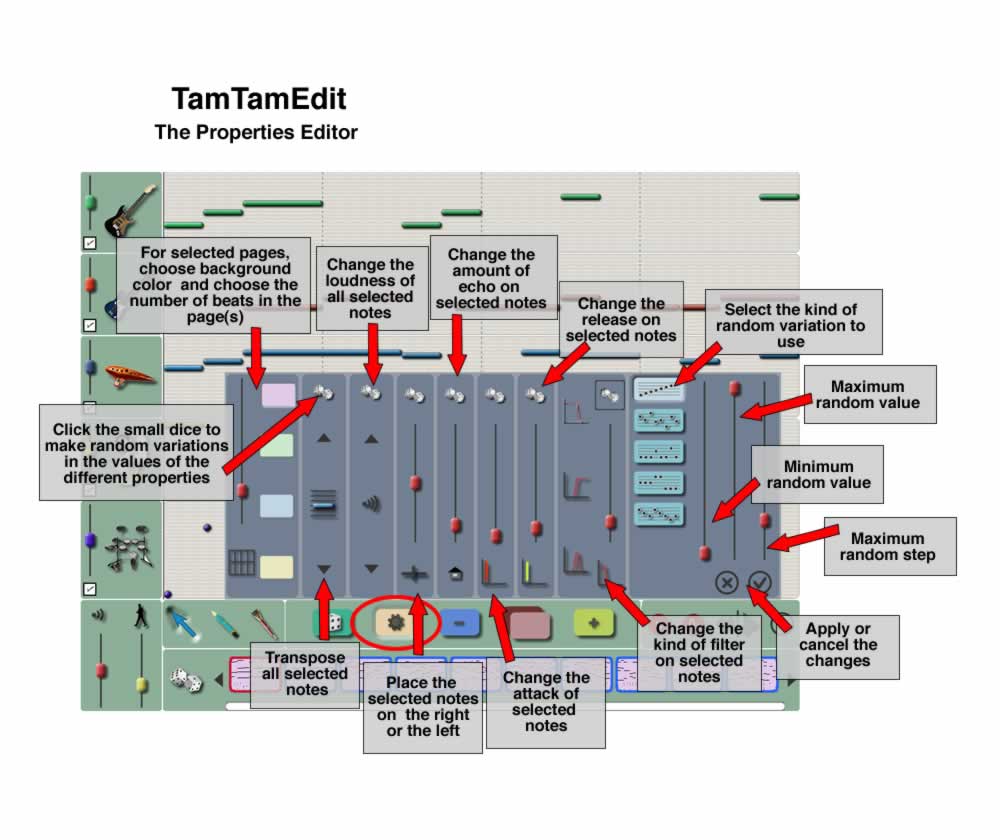 TamTamEdit
The Properties Editor
For selected pages,
choose background
color and choose the
number of beats in the
page(s)
Change the
loudness of
all selected
notes
Change the
amount of
echo on
selected notes
Change the
release on
selected notes
Select the kind of
random variation to
use
Maximum
random value
Click the small dice to
make random variations
in the values of the
different properties
Minimum
random value
Maximum
random step
Transpose
all selected
notes
Place the
selected notes
on the right
or the left
Change the
attack of
selected
notes
Change the
kind of filter
on selected
notes
Apply or
cancel the
changes